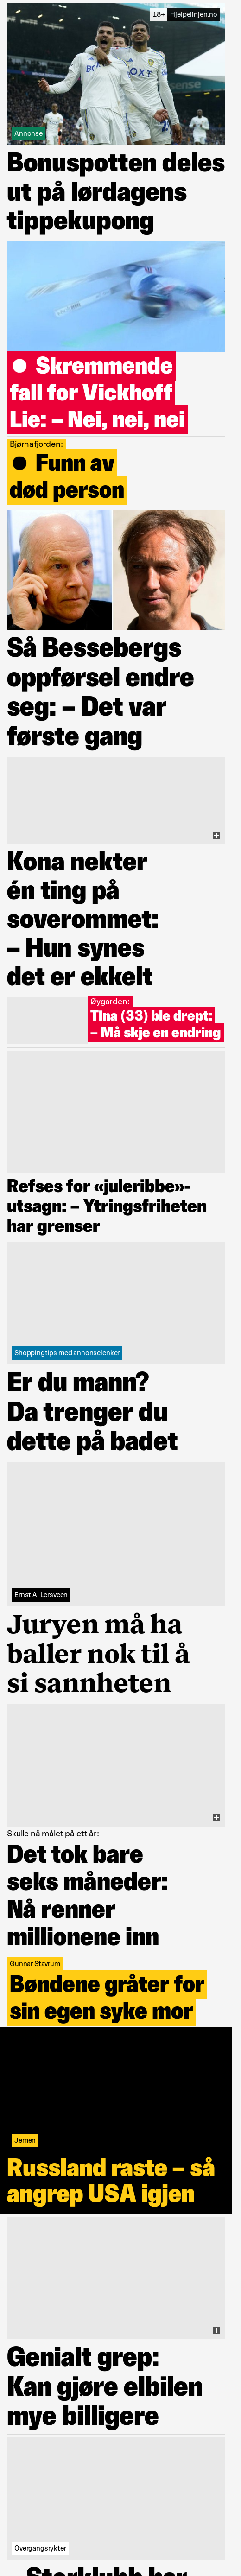 18+ Hjelpelinjen.no
Annonse
Bonuspotten deles
ut på lørdagens
tippekupong
Skremmende
fall for Vickhoff
Lie: – Nei, nei, nei
Bjørnafjorden:
Funn av
død person
Så Bessebergs
oppførsel endre
seg: – Det var
første gang
Kona nekter
én ting på
soverommet:
– Hun synes
det er ekkelt
Øygarden:
Tina (33) ble drept:
– Må skje en endring
Refses for «juleribbe»-
utsagn: – Ytringsfriheten
har grenser
Shoppingtips med annonselenker
Er du mann?
Da trenger du
dette på badet
Ernst A. Lersveen
Juryen må ha
baller nok til å
si sannheten
Skulle nå målet på ett år:
Det tok bare
seks måneder:
Nå renner
millionene inn
Gunnar Stavrum
Bøndene gråter for
sin egen syke mor
Jemen
Russland raste – så
angrep USA igjen
Genialt grep:
Kan gjøre elbilen
mye billigere
Overgangsrykter